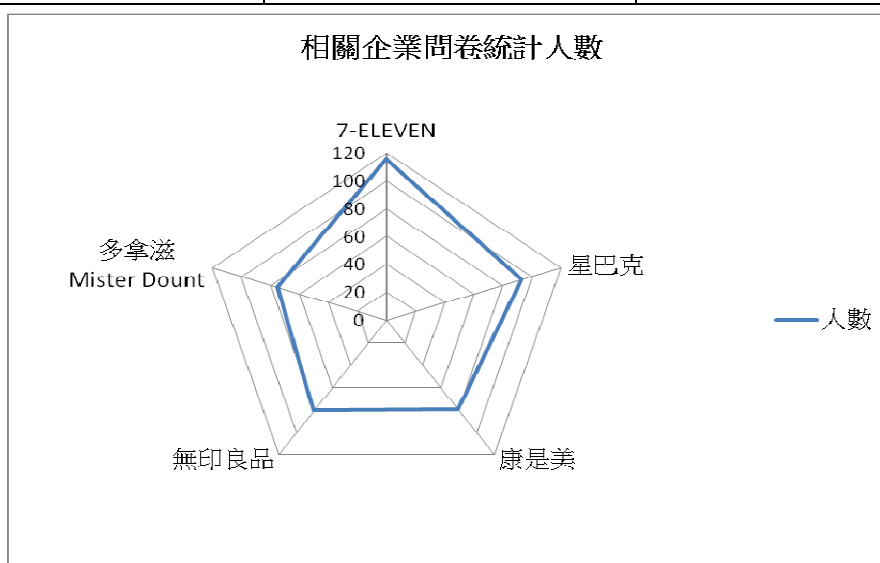 相關企業問卷統計人數
7-ELEVEN
120
100
80
60
40
20
0
多拿滋
Mister Dount
星巴克
人數
無印良品
康是美